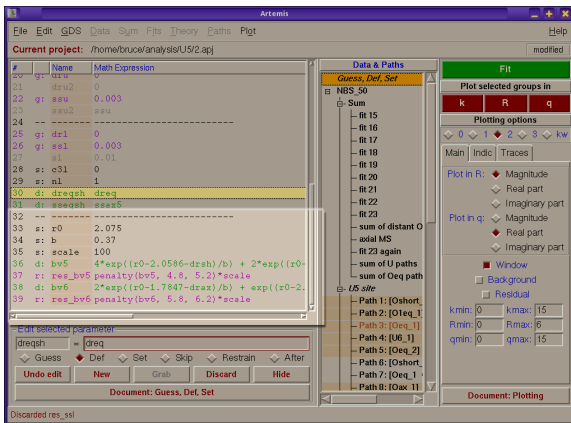 Artemis
File Edit GDS Data Sum Fits Theory Paths Plot Help
Current project: /home/bruce/analysis/U5/2.apj modified
# Name Math Expression
20 g: dru 0
21 dru2 0
22 g: ssu 0.003
23 ssu2 ssu
24 -- ------- ------------------------
25 g: drl 0
26 g: ssl 0.003
27 sl 0.01
28 s: c3l 0
29 s: nl 1
30 d: dreqsh dreq
31 d: sseqsh ssax5
32 -- ------- ------------------------
33 s: r0 2.075
34 s: b 0.37
35 s: scale 100
36 d: bv5 4*exp((r0-2.0586-drsh)/b) + 2*exp((r0-
37 r: res_bv5 penalty(bv5, 4.8, 5.2)*scale
38 d: bv6 2*exp((r0-1.7847-drax)/b) + exp((r0-2.
39 r: res_bv6 penalty(bv6, 5.8, 6.2)*scale
Edit selected parameter
dreqsh = dreq
Guess Def Set Skip Restrain After
Undo edit New Grab Discard Hide
Document: Guess, Def, Set
Discarded res_ssl
Data & Paths
Guess, Def, Set
NBS_50
Sum
fit 15
fit 16
fit 17
fit 18
fit 19
fit 20
fit 21
fit 22
fit 23
sum of distant O
axial MS
fit 23 again
sum of U paths
sum of Oeq path
U5 site
Path 1: [Oshort_
Path 2: [Oleq_1]
Path 3: [Oeq_1]
Path 4: [U6_1]
Path 5: [Oeq_2]
Path 6: [Oshort_
Path 7: [Oeq_1
Path 8: [Oax_1]
Fit
Plot selected groups in
k R q
Plotting options
0 1 2 3 kw
Main Indic Traces
Plot in R: Magnitude
Real part
Imaginary part
Plot in q: Magnitude
Real part
Imaginary part
Window
Background
Residual
kmin: 0 kmax: 15
Rmin: 0 Rmax: 6
qmin: 0 qmax: 15
Document: Plotting